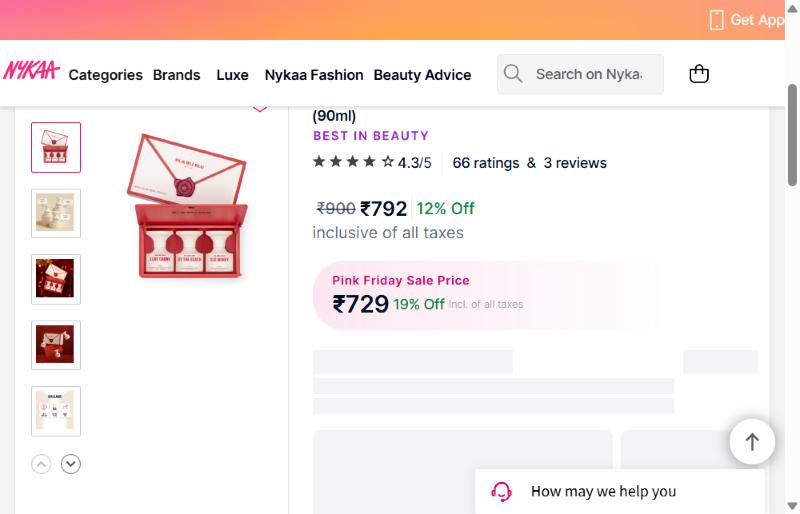 Get App
NYKAA
Categories Brands Luxe Nykaa Fashion Beauty Advice
Search on Nyka
(90ml)
BEST IN BEAUTY
4.3/5 66 ratings & 3 reviews
₹900 ₹792 12% Off
inclusive of all taxes
Pink Friday Sale Price
₹729 19% Off Incl. of all taxes
How may we help you